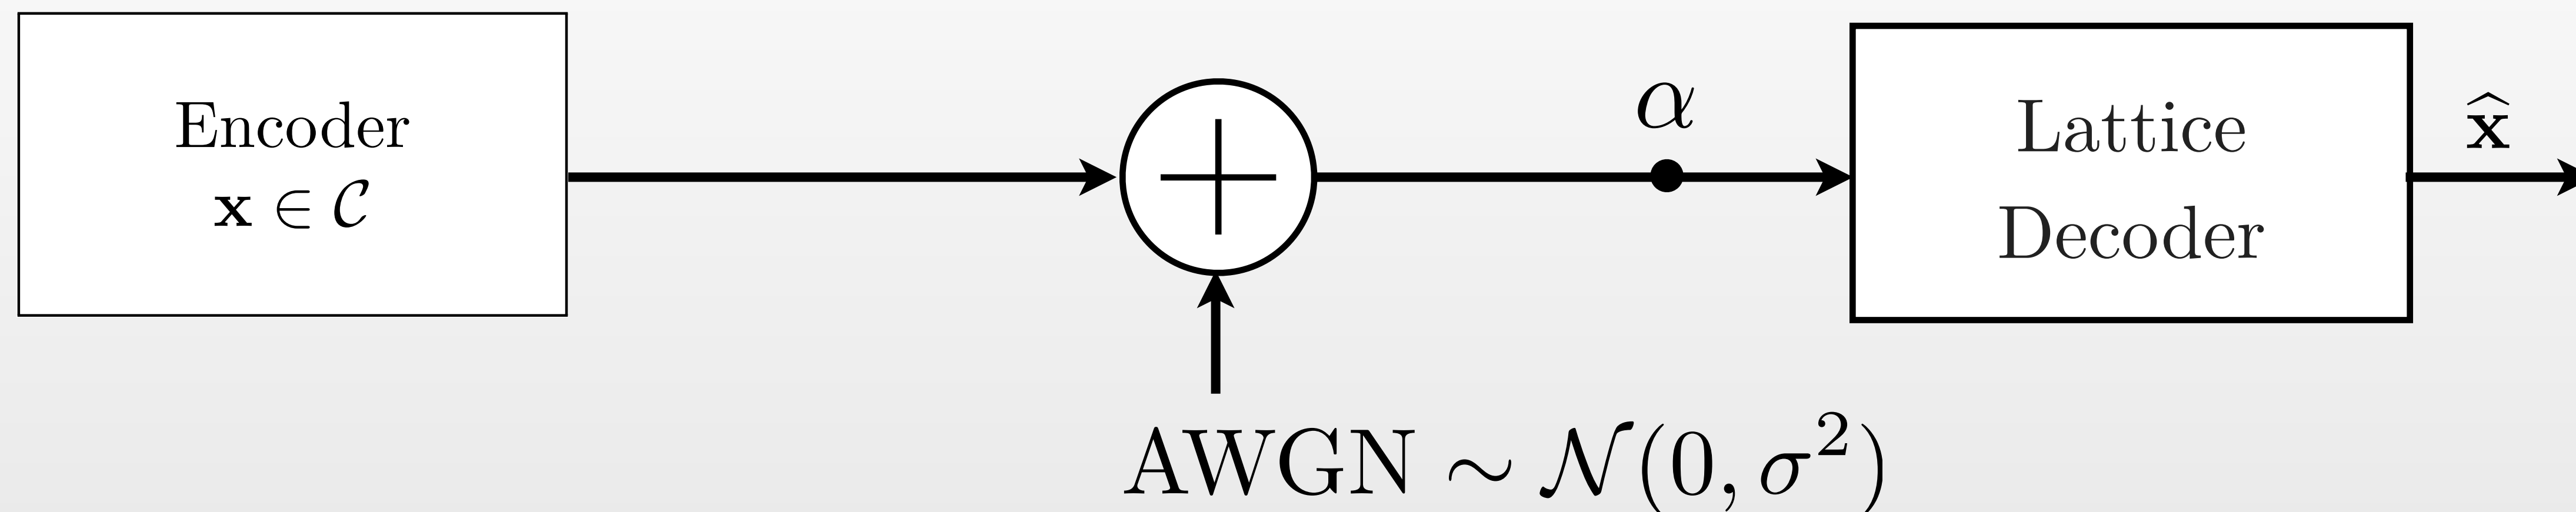 Encoder
x ∈ 𝒞
α
Lattice
Decoder
x̂
AWGN ∼ 𝒩(0, σ²)